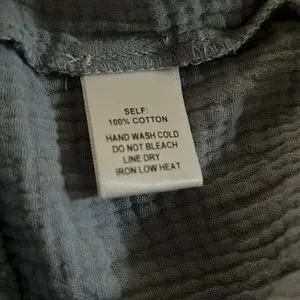 SELF:
100% COTTON
HAND WASH COLD
DO NOT BLEACH
LINE DRY
IRON LOW HEAT